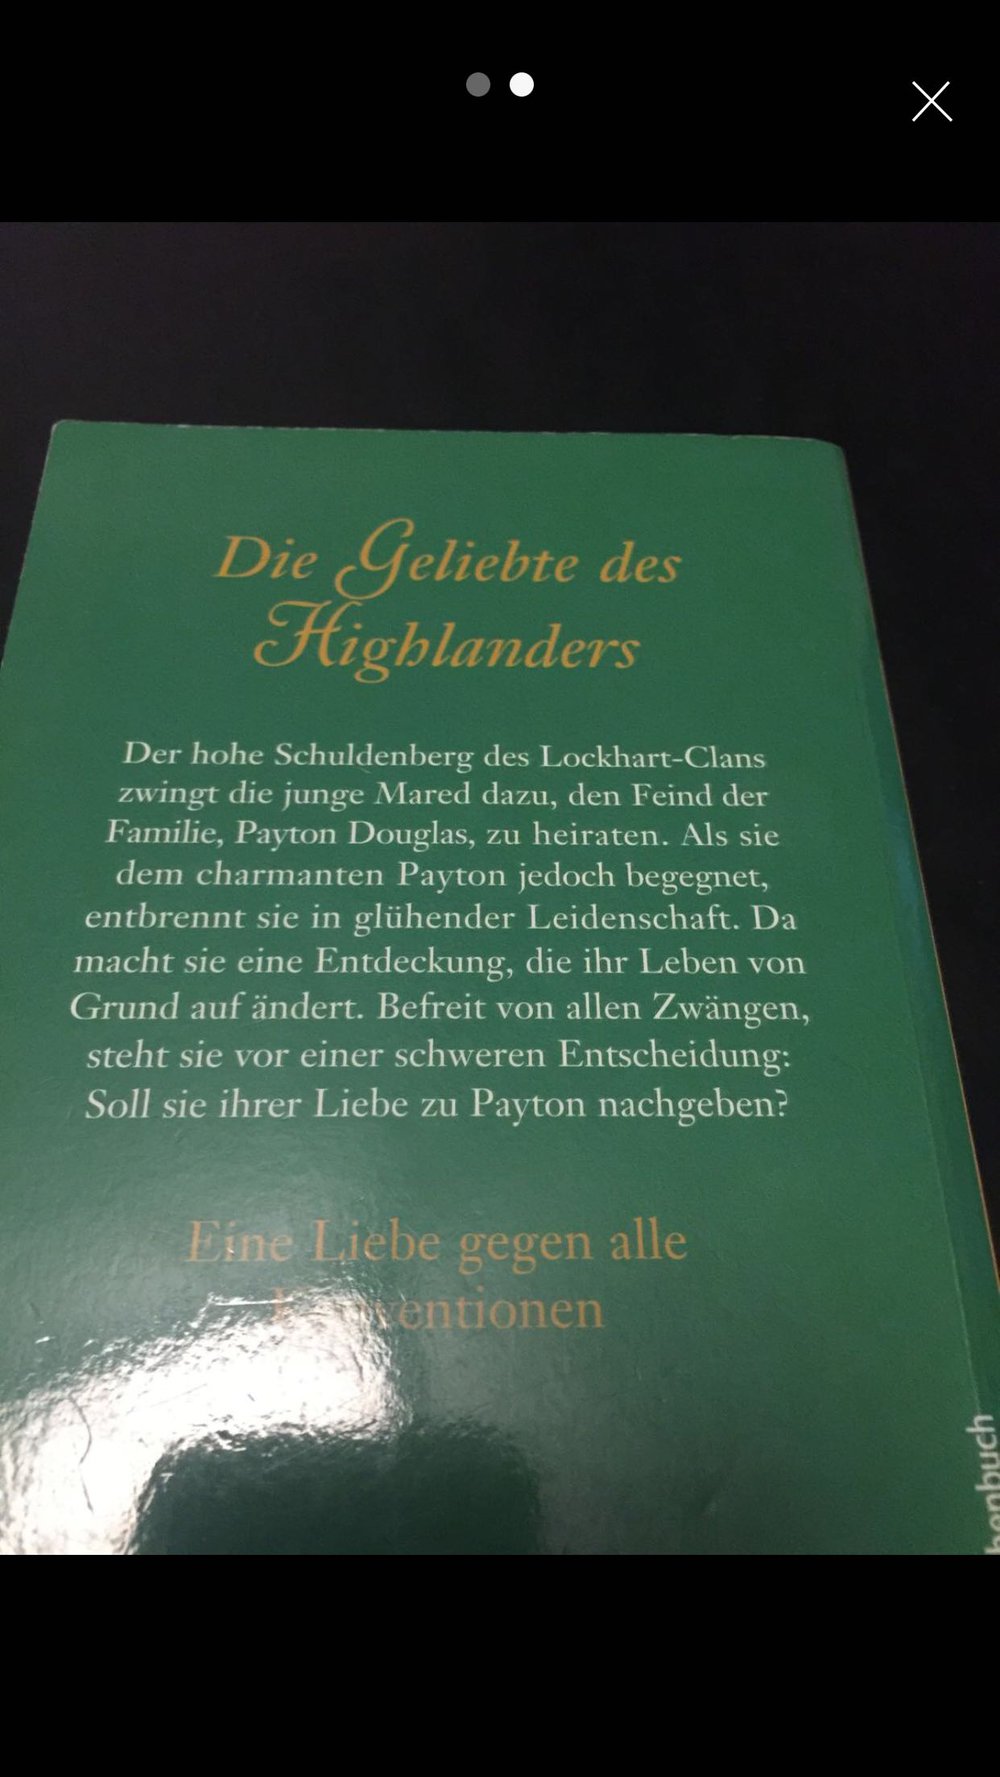 Die Geliebte des
Highlanders
Der hohe Schuldenberg des Lockhart-Clans
zwingt die junge Mared dazu, den Feind der
Familie, Payton Douglas, zu heiraten. Als sie
dem charmanten Payton jedoch begegnet,
entbrennt sie in glühender Leidenschaft. Da
macht sie eine Entdeckung, die ihr Leben von
Grund auf ändert. Befreit von allen Zwängen,
steht sie vor einer schweren Entscheidung:
Soll sie ihrer Liebe zu Payton nachgeben?
Eine Liebe gegen alle
Konventionen